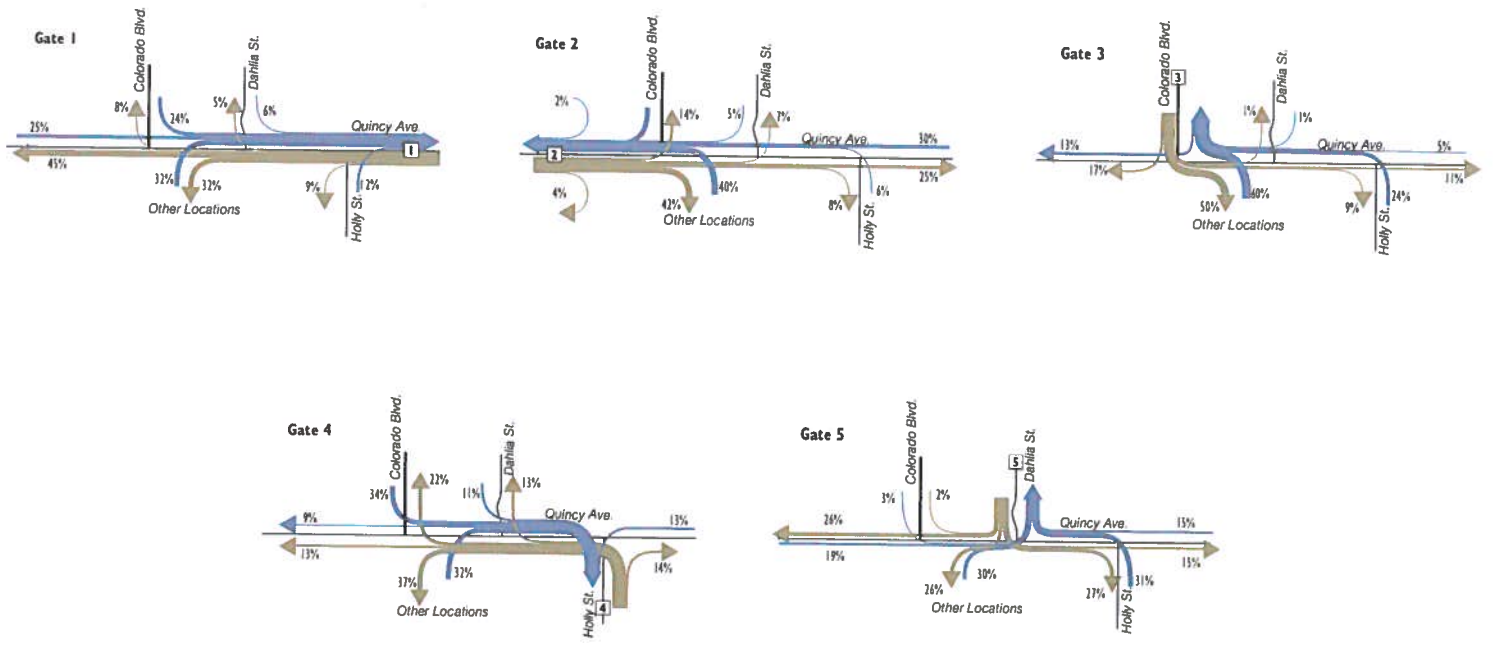 Gate 1
Colorado Blvd.
Dahlia St.
8%
24%
5%
6%
25%
Quincy Ave.
1
45%
32%
32%
9%
12%
Other Locations
Holly St.
Gate 2
Colorado Blvd.
Dahlia St.
2%
14%
5%
7%
Quincy Ave.
30%
2
25%
4%
42%
40%
8%
6%
Other Locations
Holly St.
Gate 3
Colorado Blvd.
3
Dahlia St.
1%
1%
13%
Quincy Ave.
5%
17%
11%
50%
60%
9%
24%
Other Locations
Holly St.
Gate 4
Colorado Blvd.
Dahlia St.
34%
22%
11%
13%
9%
Quincy Ave.
13%
13%
14%
37%
32%
Other Locations
Holly St.
4
Gate 5
Colorado Blvd.
5
Dahlia St.
3%
2%
26%
Quincy Ave.
15%
19%
15%
26%
30%
27%
31%
Other Locations
Holly St.